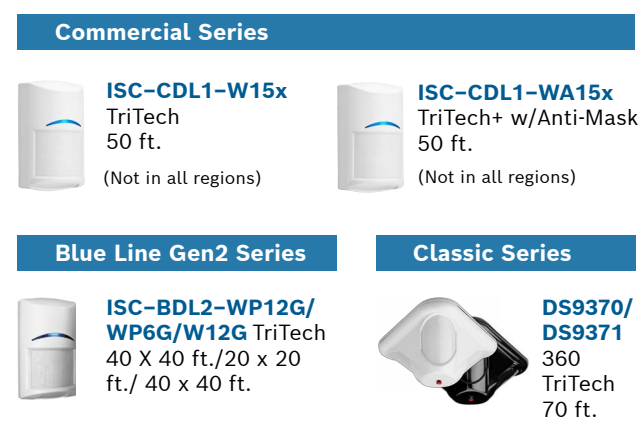 Commercial Series
ISC–CDL1–W15x
TriTech
50 ft.
(Not in all regions)
ISC–CDL1–WA15x
TriTech+ w/Anti-Mask
50 ft.
(Not in all regions)
Blue Line Gen2 Series
ISC–BDL2–WP12G/
WP6G/W12G TriTech
40 X 40 ft./20 x 20
ft./ 40 x 40 ft.
Classic Series
DS9370/
DS9371
360
TriTech
70 ft.